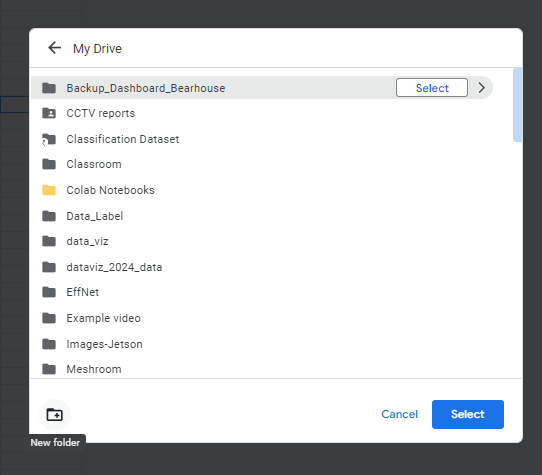 My Drive
Backup_Dashboard_Bearhouse Select
CCTV reports
Classification Dataset
Classroom
Colab Notebooks
Data_Label
data_viz
dataviz_2024_data
EffNet
Example video
Images-Jetson
Meshroom
Cancel Select
New folder